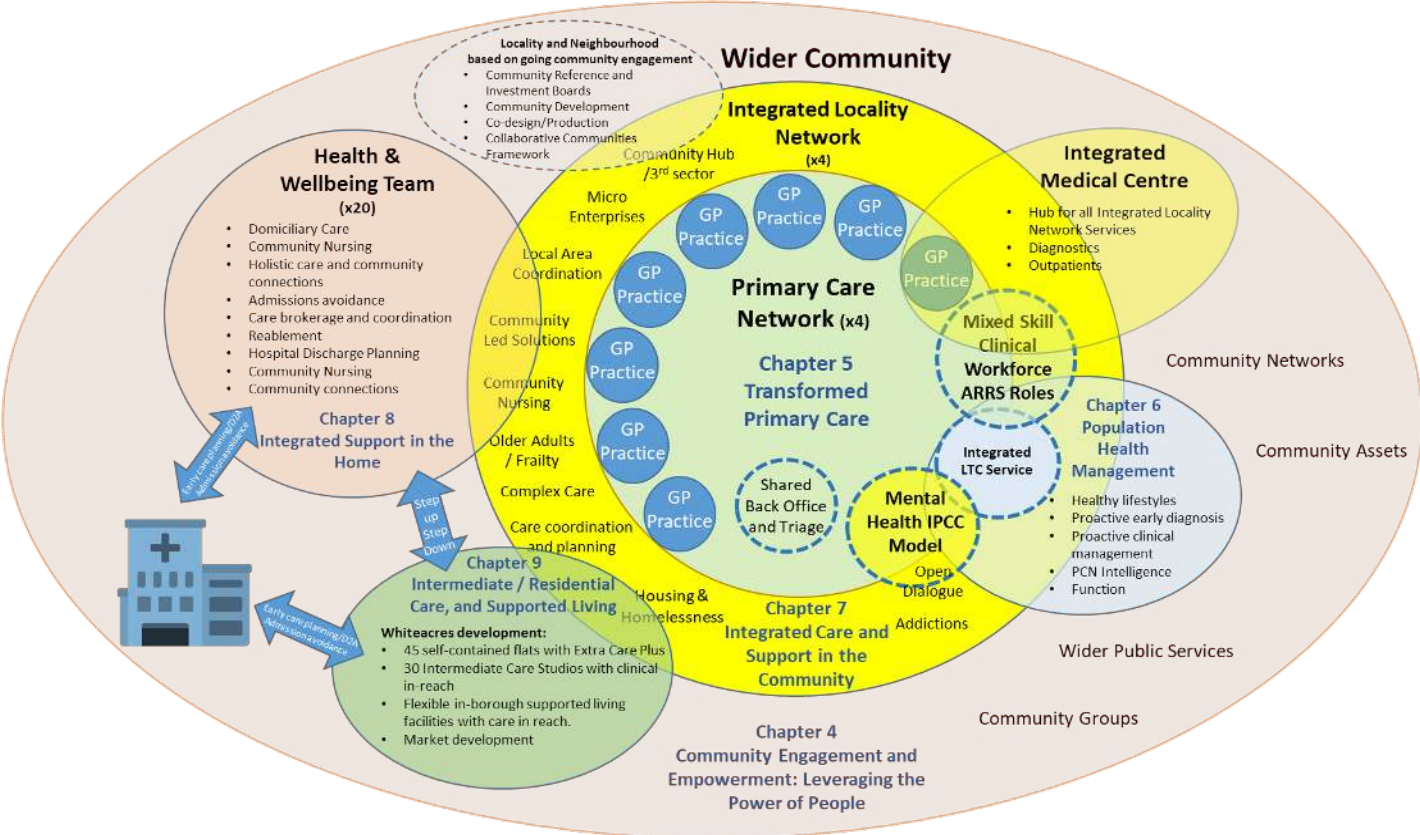 Wider Community
Locality and Neighbourhood
based on going community engagement
• Community Reference and
Investment Boards
• Community Development
• Co-design/Production
• Collaborative Communities
Framework
Health &
Wellbeing Team
(x20)
• Domiciliary Care
• Community Nursing
• Holistic care and community
connections
• Admissions avoidance
• Care brokerage and coordination
• Reablement
• Hospital Discharge Planning
• Community Nursing
• Community connections
Chapter 8
Integrated Support in the
Home
Integrated Locality
Network
(x4)
Community Hub
/3rd sector
Micro
Enterprises
Local Area
Coordination
Community
Led Solutions
Community
Nursing
Older Adults
/ Frailty
Complex Care
Care coordination
and planning
Housing &
Homelessness
Chapter 7
Integrated Care and
Support in the
Community
Open
Dialogue
Addictions
GP
Practice
GP
Practice
GP
Practice
GP
Practice
GP
Practice
GP
Practice
GP
Practice
GP
Practice
Primary Care
Network (x4)
Chapter 5
Transformed
Primary Care
Shared
Back Office
and Triage
Mental
Health IPCC
Model
Integrated
LTC Service
Mixed Skill
Clinical
Workforce
ARRS Roles
Integrated
Medical Centre
• Hub for all Integrated Locality
Network Services
• Diagnostics
• Outpatients
Chapter 6
Population
Health
Management
• Healthy lifestyles
• Proactive early diagnosis
• Proactive clinical
management
• PCN Intelligence
• Function
Community Networks
Community Assets
Wider Public Services
Community Groups
Early care planning/D2A
Admission avoidance
Step
up
Step
Down
Early care planning/D2A
Admission avoidance
Chapter 9
Intermediate / Residential
Care, and Supported Living
Whiteacres development:
• 45 self-contained flats with Extra Care Plus
• 30 Intermediate Care Studios with clinical
in-reach
• Flexible in-borough supported living
facilities with care in reach.
• Market development
Chapter 4
Community Engagement and
Empowerment: Leveraging the
Power of People